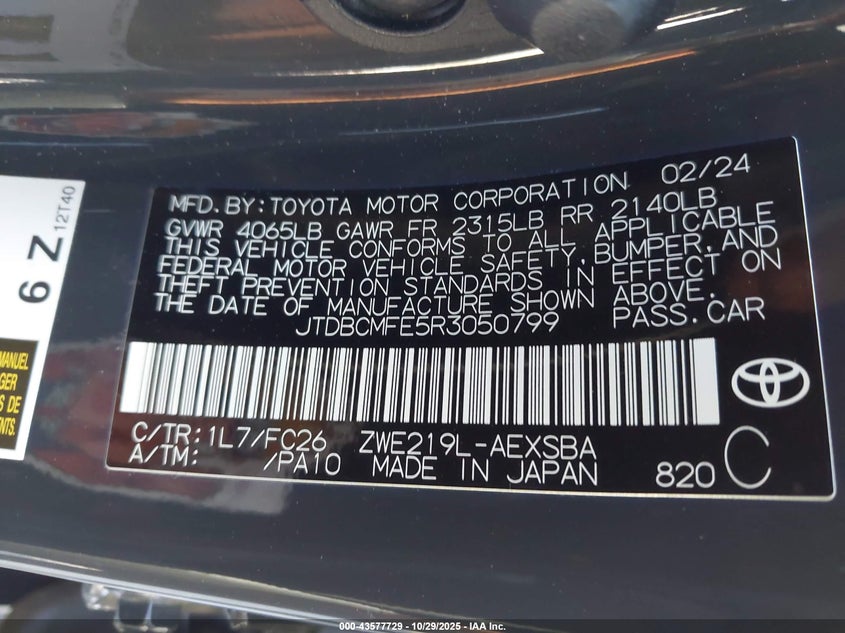 MFD. BY: TOYOTA MOTOR CORPORATION 02/24
GVWR 4065LB GAWR FR 2315LB RR 2140LB
THIS VEHICLE CONFORMS TO ALL APPLICABLE
FEDERAL MOTOR VEHICLE SAFETY, BUMPER, AND
THEFT PREVENTION STANDARDS IN EFFECT ON
THE DATE OF MANUFACTURE SHOWN ABOVE.
JTDBCMFE5R3050799 PASS.CAR
C/TR: 1L7/FC26 ZWE219L-AEXSBA
A/TM: /PA10 MADE IN JAPAN 820 C
6 Z
12T40
MANUEL
GER
S DE
NTS.
000-43577729 - 10/29/2025 - IAA Inc.